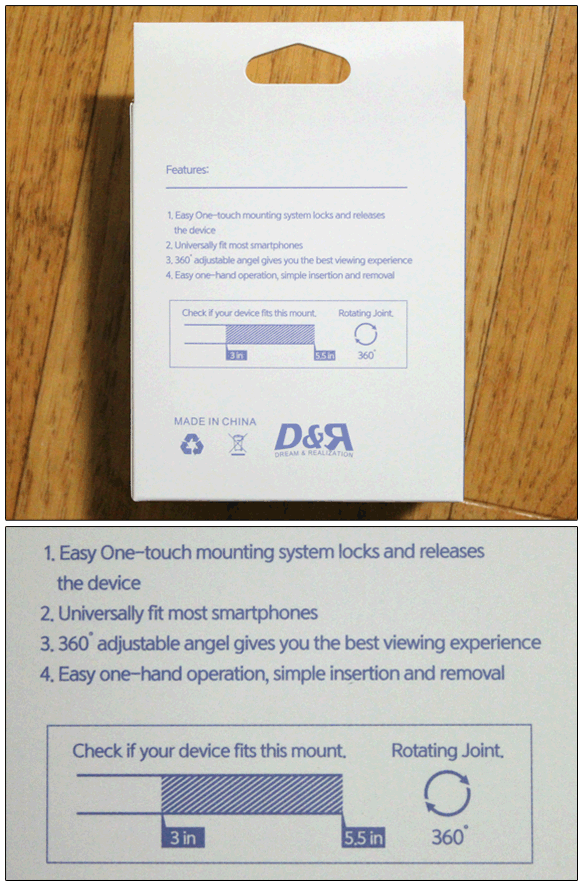 Features:
1. Easy One-touch mounting system locks and releases
the device
2. Universally fit most smartphones
3. 360° adjustable angel gives you the best viewing experience
4. Easy one-hand operation, simple insertion and removal
Check if your device fits this mount. Rotating Joint.
3 in 5.5 in 360°
MADE IN CHINA
D&Я
DREAM & REALIZATION
1. Easy One-touch mounting system locks and releases
the device
2. Universally fit most smartphones
3. 360° adjustable angel gives you the best viewing experience
4. Easy one-hand operation, simple insertion and removal
Check if your device fits this mount. Rotating Joint.
3 in 5.5 in 360°